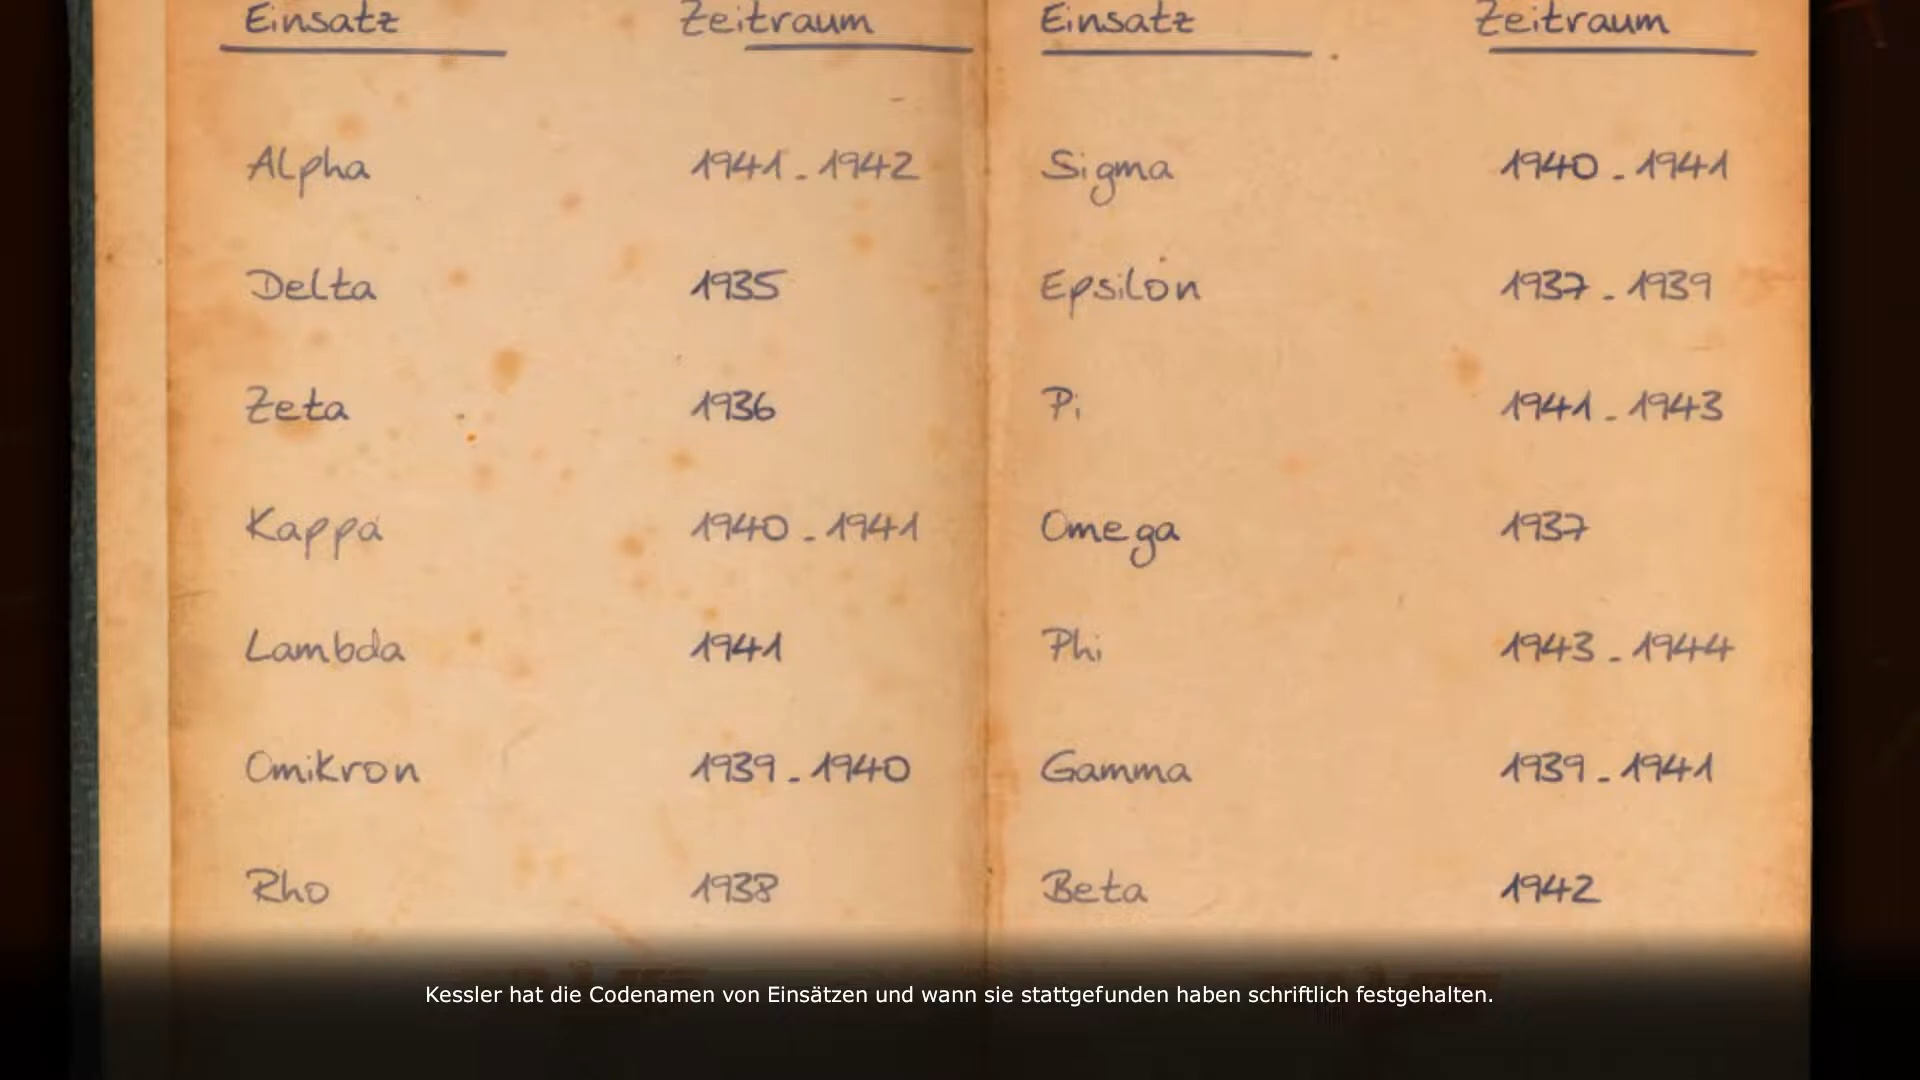 Einsatz Zeitraum
Alpha 1941 - 1942
Delta 1935
Zeta 1936
Kappa 1940 - 1941
Lambda 1941
Omikron 1939 - 1940
Rho 1938
Einsatz Zeitraum
Sigma 1940 - 1941
Epsilon 1937 - 1939
Pi 1941 - 1943
Omega 1937
Phi 1943 - 1944
Gamma 1939 - 1941
Beta 1942
Kessler hat die Codenamen von Einsätzen und wann sie stattgefunden haben schriftlich festgehalten.